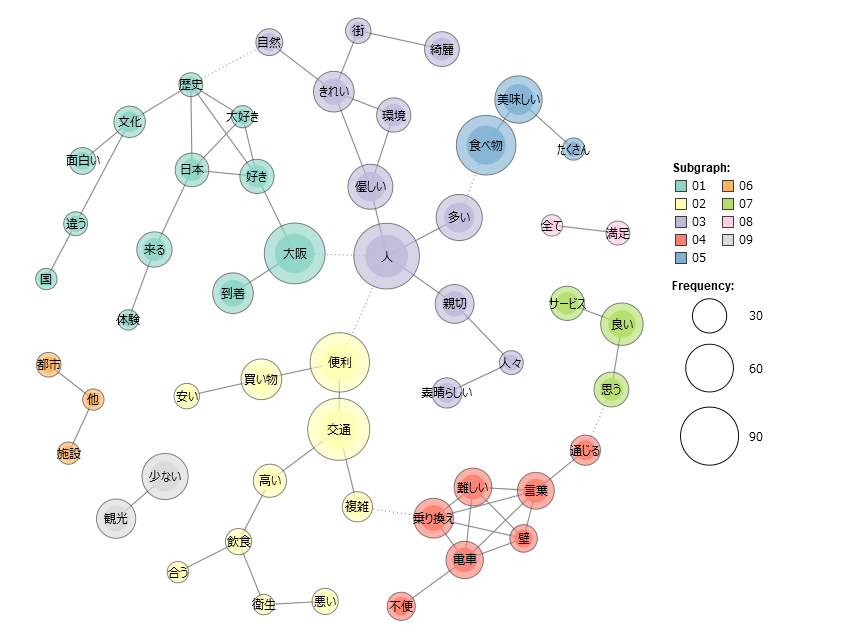 街
自然
綺麗
歴史
きれい
美味しい
環境
大好き
文化
食べ物
たくさん
面白い
日本
好き
優しい
多い
違う
全て
満足
来る
大阪
人
国
到着
親切
サービス
体験
良い
便利
人々
都市
買い物
思う
安い
素晴らしい
他
交通
施設
通じる
少ない
高い
難しい
言葉
複雑
観光
乗り換え
飲食
壁
電車
合う
衛生
悪い
不便
Subgraph:
01 06
02 07
03 08
04 09
05
Frequency:
30
60
90